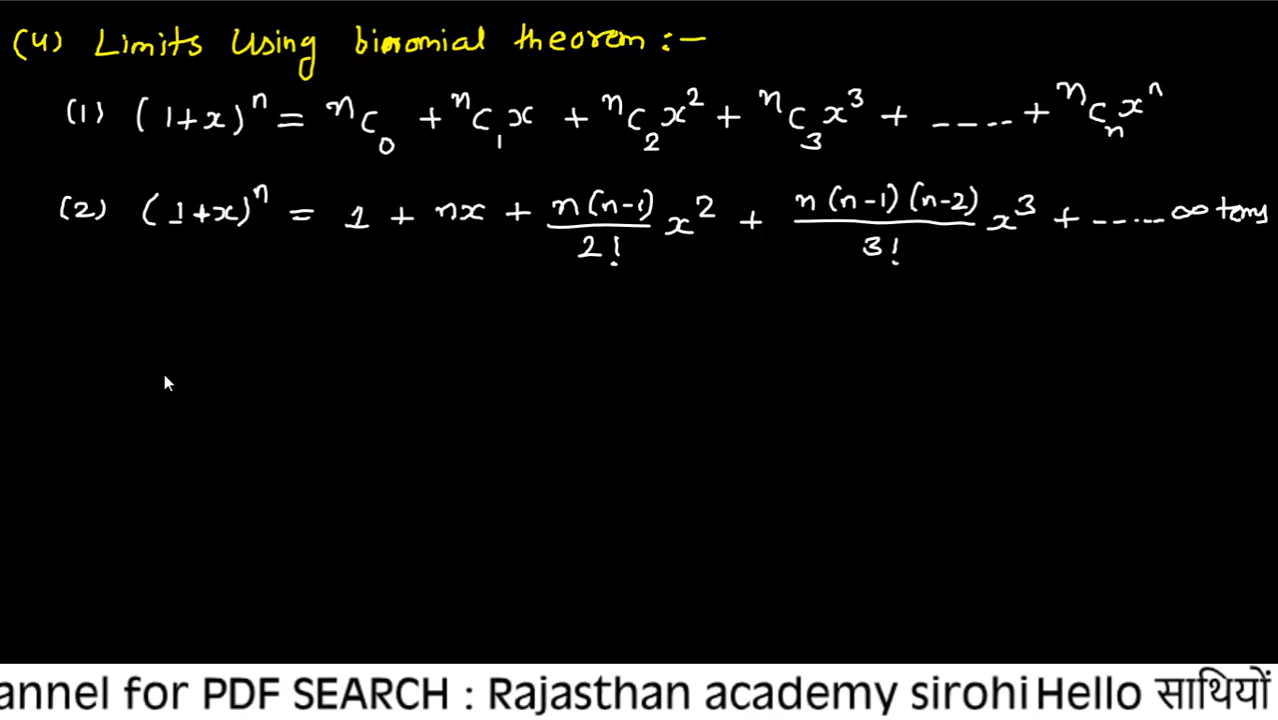 (4) Limits Using binomial theorem :-
(1) (1+x)^n = ^nC_0 + ^nC_1 x + ^nC_2 x^2 + ^nC_3 x^3 + ---- + ^nC_n x^n
(2) (1+x)^n = 1 + nx + n(n-1)/2! x^2 + n(n-1)(n-2)/3! x^3 + ----- ∞ terms
annel for PDF SEARCH : Rajasthan academy sirohi Hello साथियों